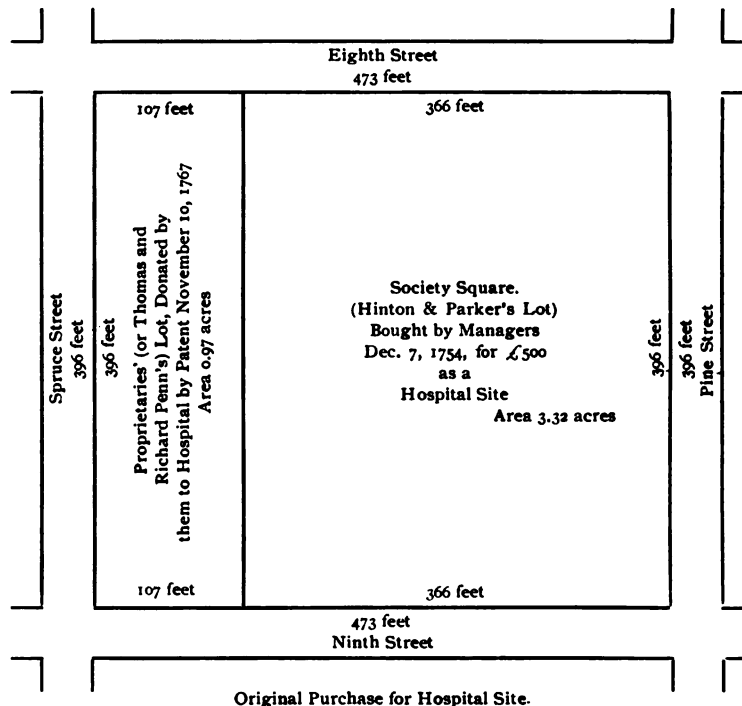 Eighth Street
473 feet
107 feet
366 feet
Spruce Street
396 feet
396 feet
Proprietaries' (or Thomas and
Richard Penn's) Lot, Donated by
them to Hospital by Patent November 10, 1767
Area 0.97 acres
Society Square.
(Hinton & Parker's Lot)
Bought by Managers
Dec. 7, 1754, for £500
as a
Hospital Site
Area 3.32 acres
396 feet
396 feet
Pine Street
107 feet
366 feet
473 feet
Ninth Street
Original Purchase for Hospital Site.